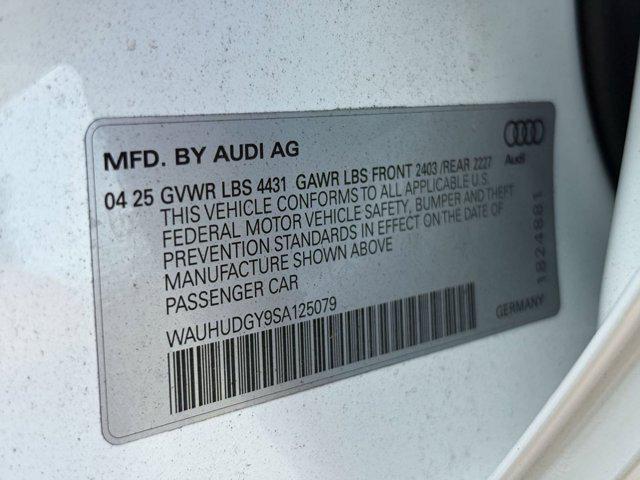 MFD. BY AUDI AG
Audi
04 25 GVWR LBS 4431 GAWR LBS FRONT 2403 /REAR 2227
THIS VEHICLE CONFORMS TO ALL APPLICABLE U.S.
FEDERAL MOTOR VEHICLE SAFETY, BUMPER AND THEFT
PREVENTION STANDARDS IN EFFECT ON THE DATE OF
MANUFACTURE SHOWN ABOVE
PASSENGER CAR
WAUHUDGY9SA125079
1824881
GERMANY